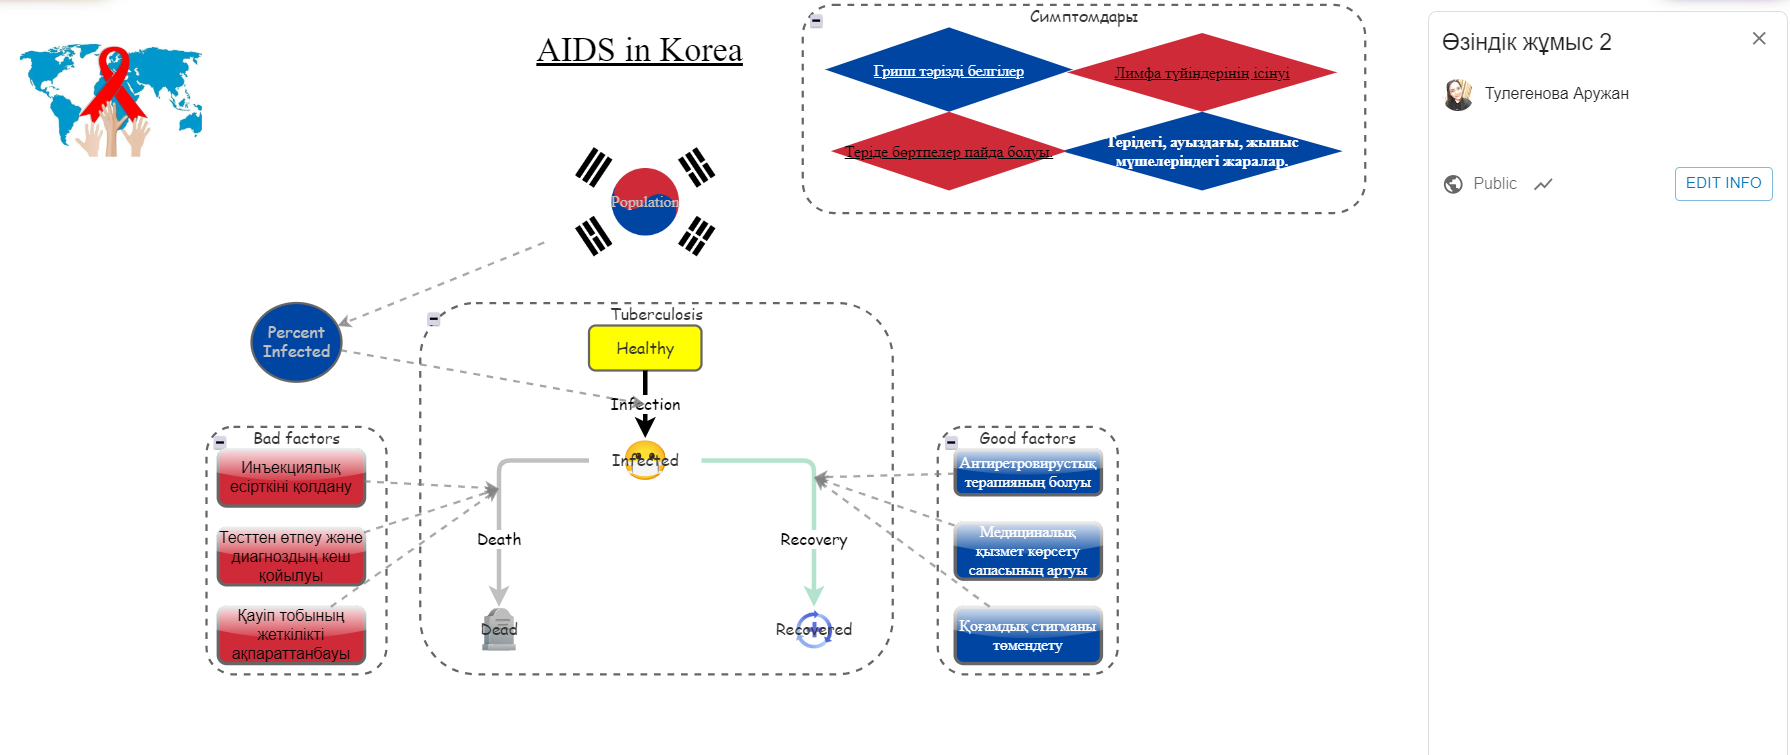 AIDS in Korea
Симптомдары
Грипп тәрізді белгілер
Лимфа түйіндерінің ісінуі
Теріде бөртпелер пайда болуы.
Терідегі, ауыздағы, жыныс
мүшелеріндегі жаралар.
Population
Percent
Infected
Tuberculosis
Healthy
Infection
Infected
Death
Recovery
Dead
Recovered
Bad factors
Инъекциялық
есірткіні қолдану
Тесттен өтпеу және
диагноздың кеш
қойылуы
Қауіп тобының
жеткілікті
ақпараттанбауы
Good factors
Антиретровирустық
терапияның болуы
Медициналық
қызмет көрсету
сапасының артуы
Қоғамдық стигманы
төмендету
Өзіндік жұмыс 2
Тулегенова Аружан
Public
EDIT INFO